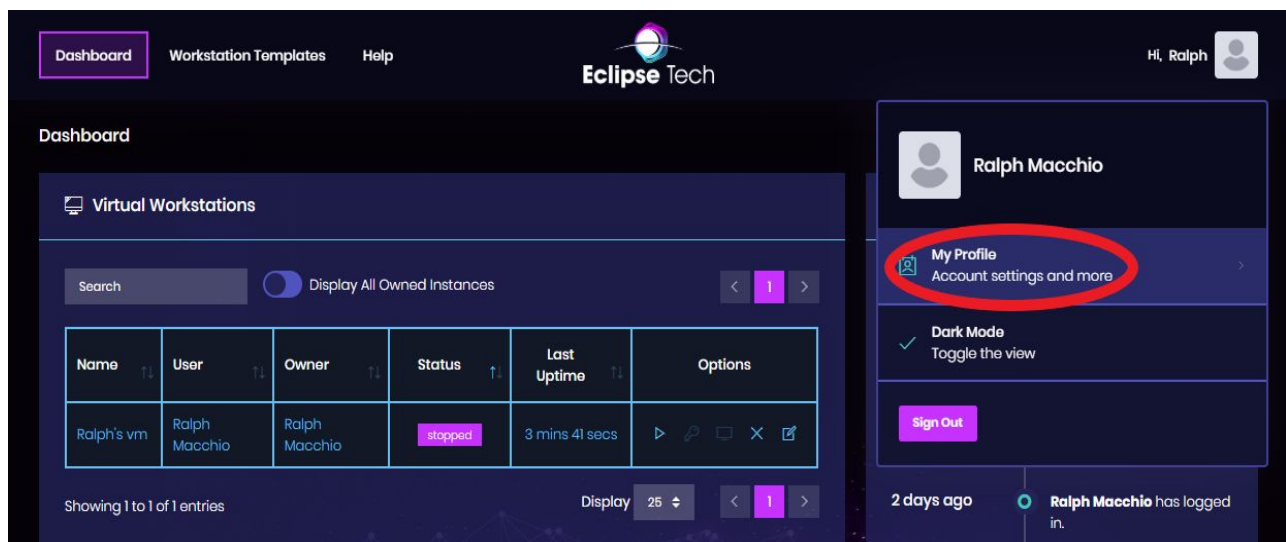 Dashboard
Workstation Templates
Help
Eclipse Tech
Hi, Ralph
Dashboard
Virtual Workstations
Search
Display All Owned Instances
< 1 >
Name
User
Owner
Status
Last
Uptime
Options
Ralph's vm
Ralph
Macchio
Ralph
Macchio
stopped
3 mins 41 secs
Showing 1 to 1 of 1 entries
Display 25
< 1 >
Ralph Macchio
My Profile
Account settings and more
Dark Mode
Toggle the view
Sign Out
2 days ago
Ralph Macchio has logged
in.